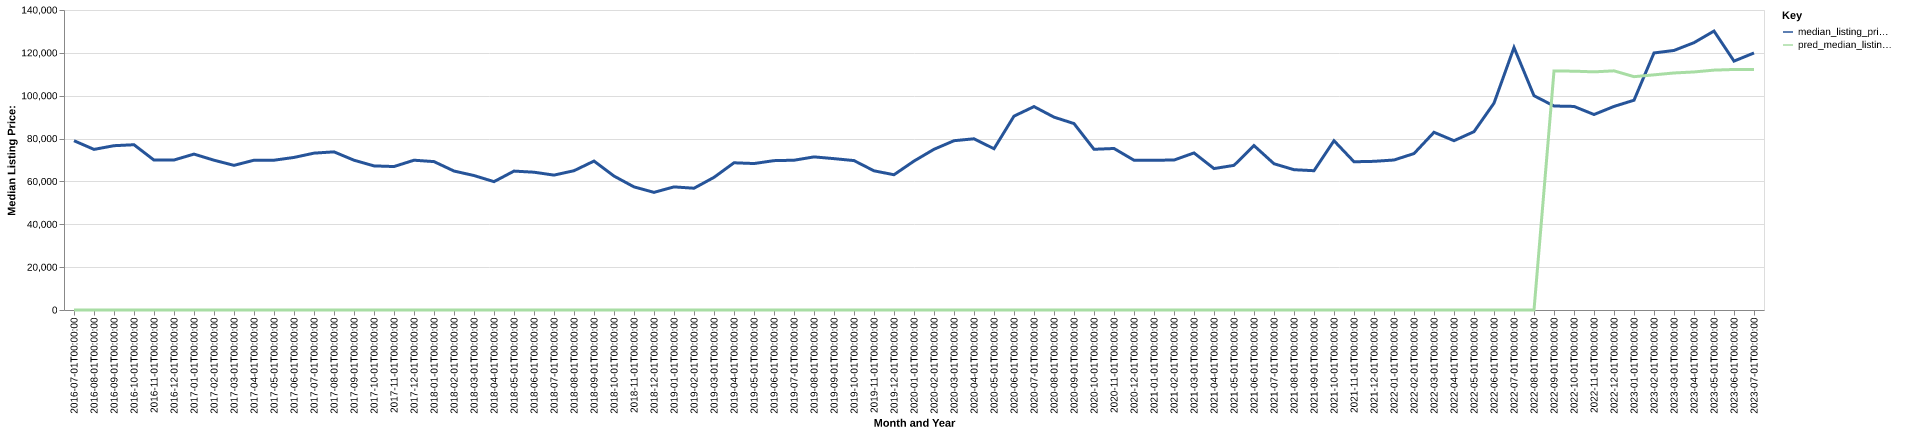 140,000
120,000
100,000
80,000
60,000
40,000
20,000
0
Median Listing Price:
2016-07-01T00:00:00
2016-08-01T00:00:00
2016-09-01T00:00:00
2016-10-01T00:00:00
2016-11-01T00:00:00
2016-12-01T00:00:00
2017-01-01T00:00:00
2017-02-01T00:00:00
2017-03-01T00:00:00
2017-04-01T00:00:00
2017-05-01T00:00:00
2017-06-01T00:00:00
2017-07-01T00:00:00
2017-08-01T00:00:00
2017-09-01T00:00:00
2017-10-01T00:00:00
2017-11-01T00:00:00
2017-12-01T00:00:00
2018-01-01T00:00:00
2018-02-01T00:00:00
2018-03-01T00:00:00
2018-04-01T00:00:00
2018-05-01T00:00:00
2018-06-01T00:00:00
2018-07-01T00:00:00
2018-08-01T00:00:00
2018-09-01T00:00:00
2018-10-01T00:00:00
2018-11-01T00:00:00
2018-12-01T00:00:00
2019-01-01T00:00:00
2019-02-01T00:00:00
2019-03-01T00:00:00
2019-04-01T00:00:00
2019-05-01T00:00:00
2019-06-01T00:00:00
2019-07-01T00:00:00
2019-08-01T00:00:00
2019-09-01T00:00:00
2019-10-01T00:00:00
2019-11-01T00:00:00
2019-12-01T00:00:00
2020-01-01T00:00:00
2020-02-01T00:00:00
2020-03-01T00:00:00
2020-04-01T00:00:00
2020-05-01T00:00:00
2020-06-01T00:00:00
2020-07-01T00:00:00
2020-08-01T00:00:00
2020-09-01T00:00:00
2020-10-01T00:00:00
2020-11-01T00:00:00
2020-12-01T00:00:00
2021-01-01T00:00:00
2021-02-01T00:00:00
2021-03-01T00:00:00
2021-04-01T00:00:00
2021-05-01T00:00:00
2021-06-01T00:00:00
2021-07-01T00:00:00
2021-08-01T00:00:00
2021-09-01T00:00:00
2021-10-01T00:00:00
2021-11-01T00:00:00
2021-12-01T00:00:00
2022-01-01T00:00:00
2022-02-01T00:00:00
2022-03-01T00:00:00
2022-04-01T00:00:00
2022-05-01T00:00:00
2022-06-01T00:00:00
2022-07-01T00:00:00
2022-08-01T00:00:00
2022-09-01T00:00:00
2022-10-01T00:00:00
2022-11-01T00:00:00
2022-12-01T00:00:00
2023-01-01T00:00:00
2023-02-01T00:00:00
2023-03-01T00:00:00
2023-04-01T00:00:00
2023-05-01T00:00:00
2023-06-01T00:00:00
2023-07-01T00:00:00
Month and Year
Key
median_listing_pri…
pred_median_listin…